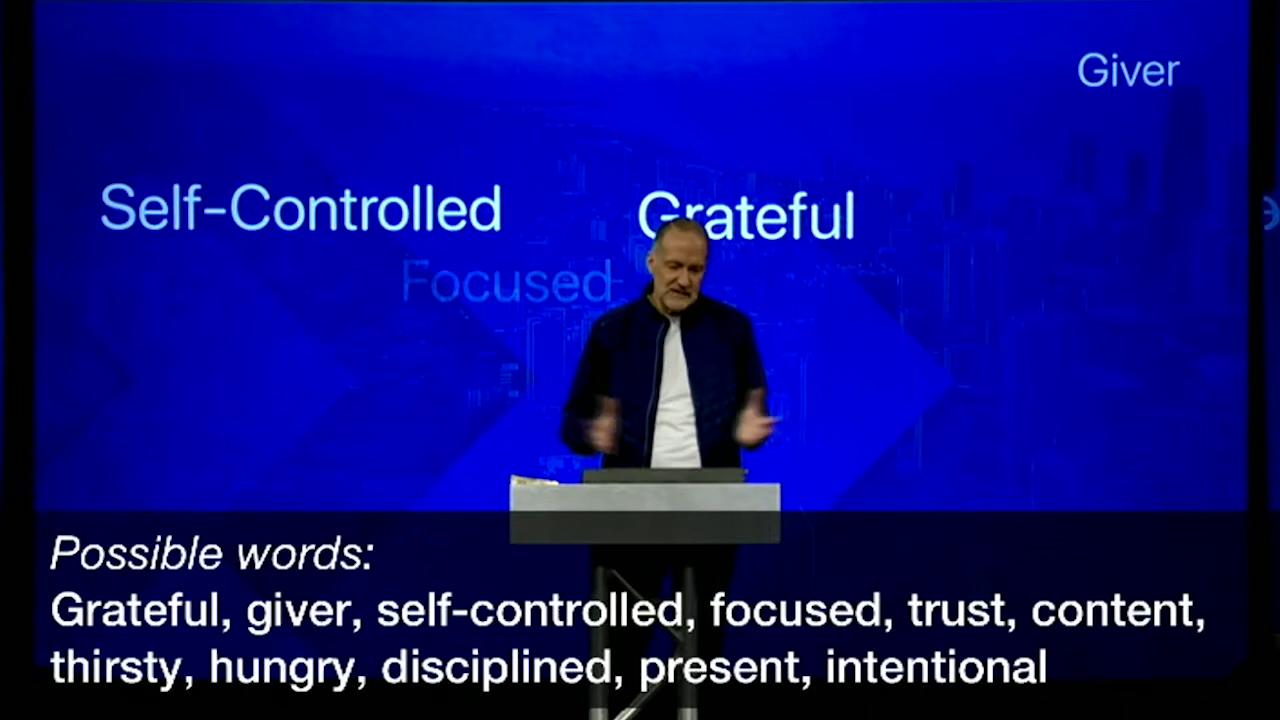 Giver
Self-Controlled
Grateful
Focused
Possible words:
Grateful, giver, self-controlled, focused, trust, content,
thirsty, hungry, disciplined, present, intentional